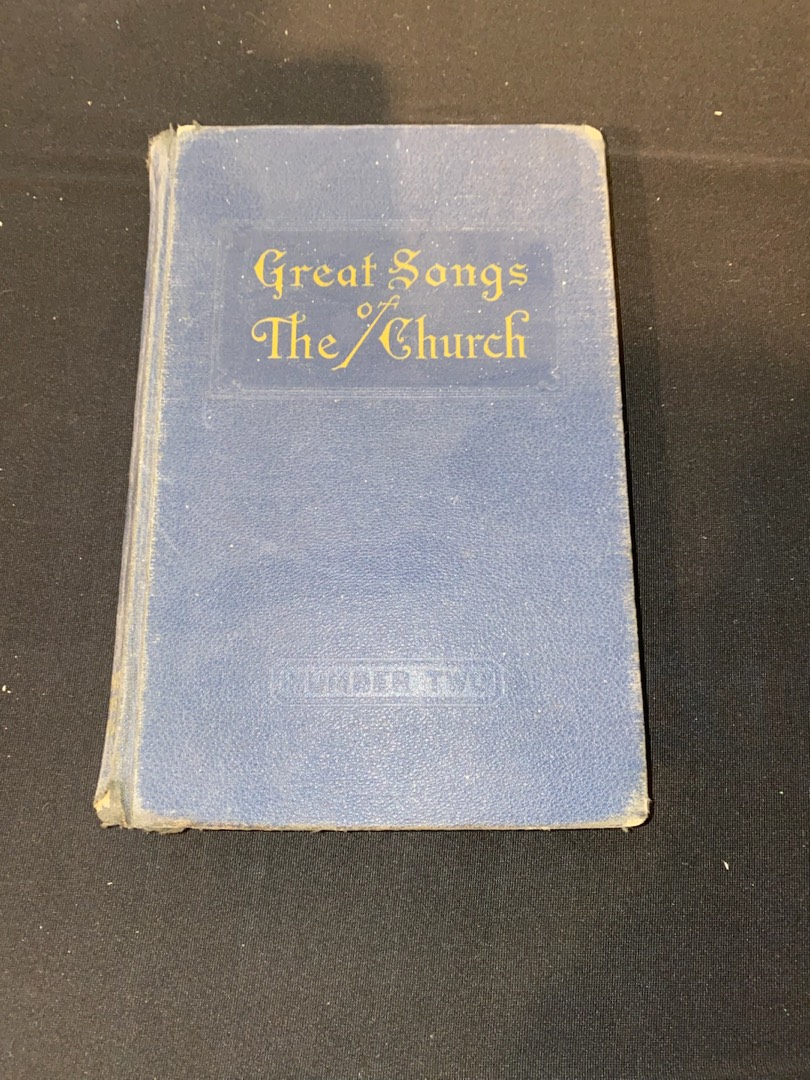 Great Songs
of
The Church
NUMBER TWO